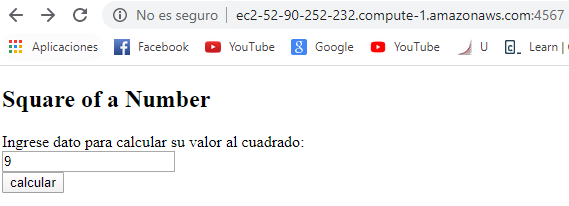 No es seguro | ec2-52-90-252-232.compute-1.amazonaws.com:4567
Aplicaciones Facebook YouTube Google YouTube U Learn |
Square of a Number
Ingrese dato para calcular su valor al cuadrado:
9
calcular